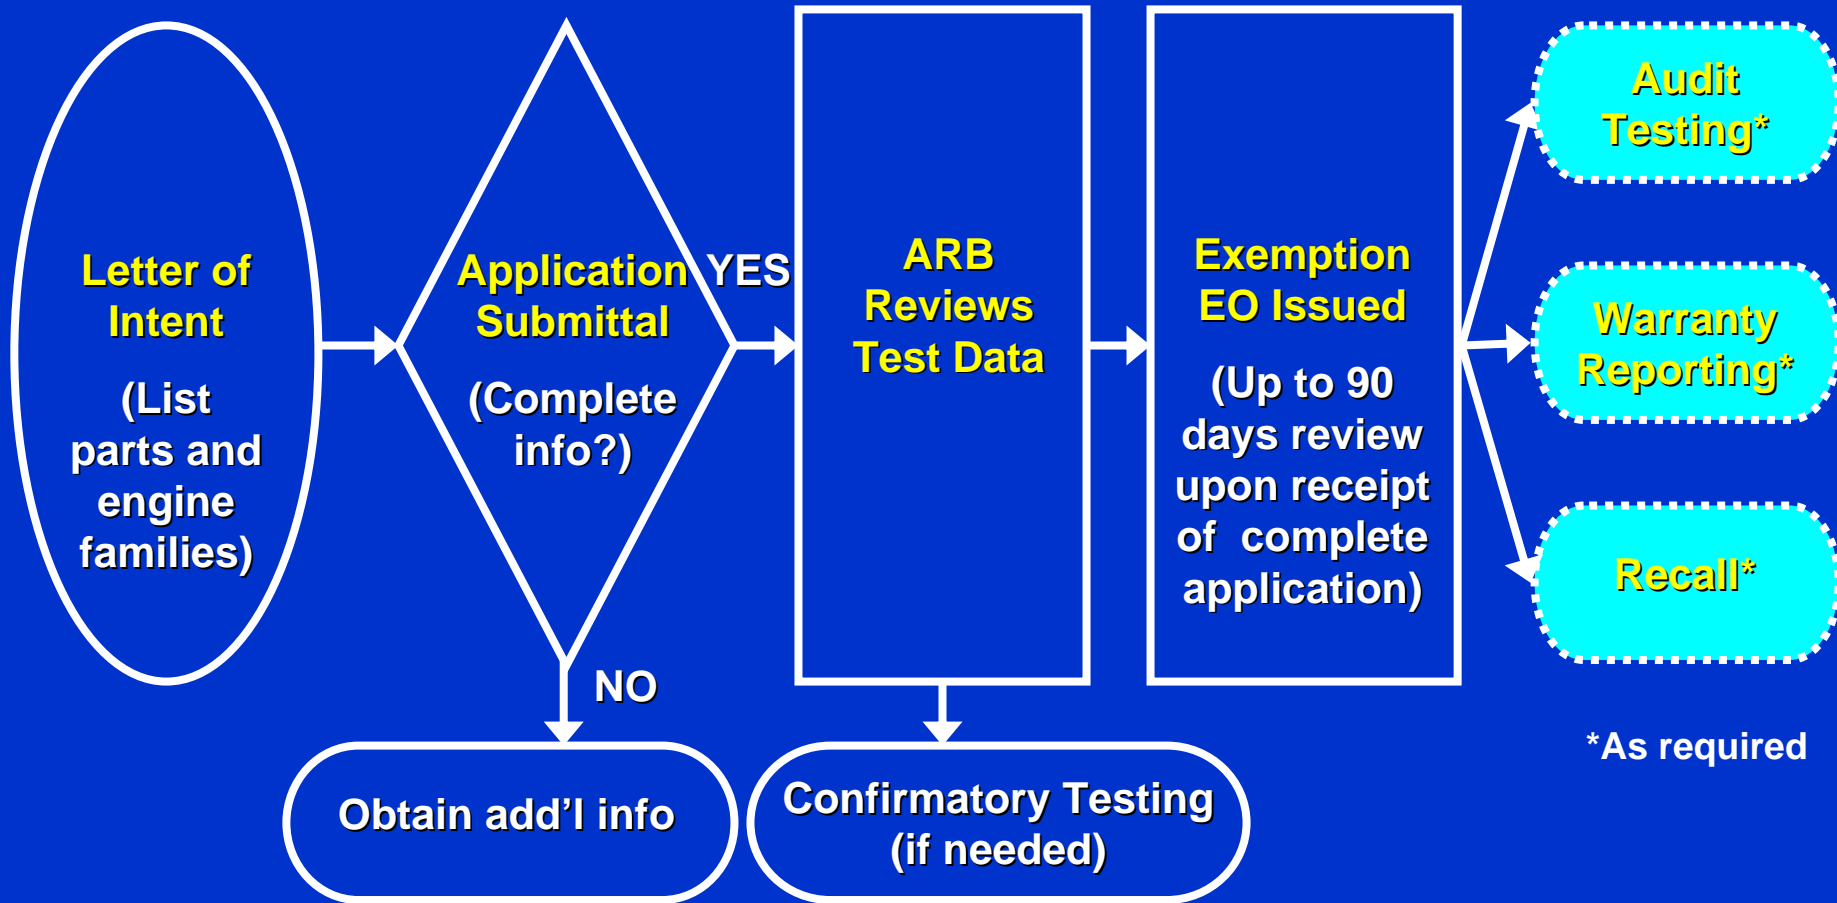 Letter of
Intent
(List
parts and
engine
families)
Application
Submittal
(Complete
info?)
YES
NO
Obtain add’l info
ARB
Reviews
Test Data
Confirmatory Testing
(if needed)
Exemption
EO Issued
(Up to 90
days review
upon receipt
of  complete
application)
Audit
Testing*
Warranty
Reporting*
Recall*
*As required